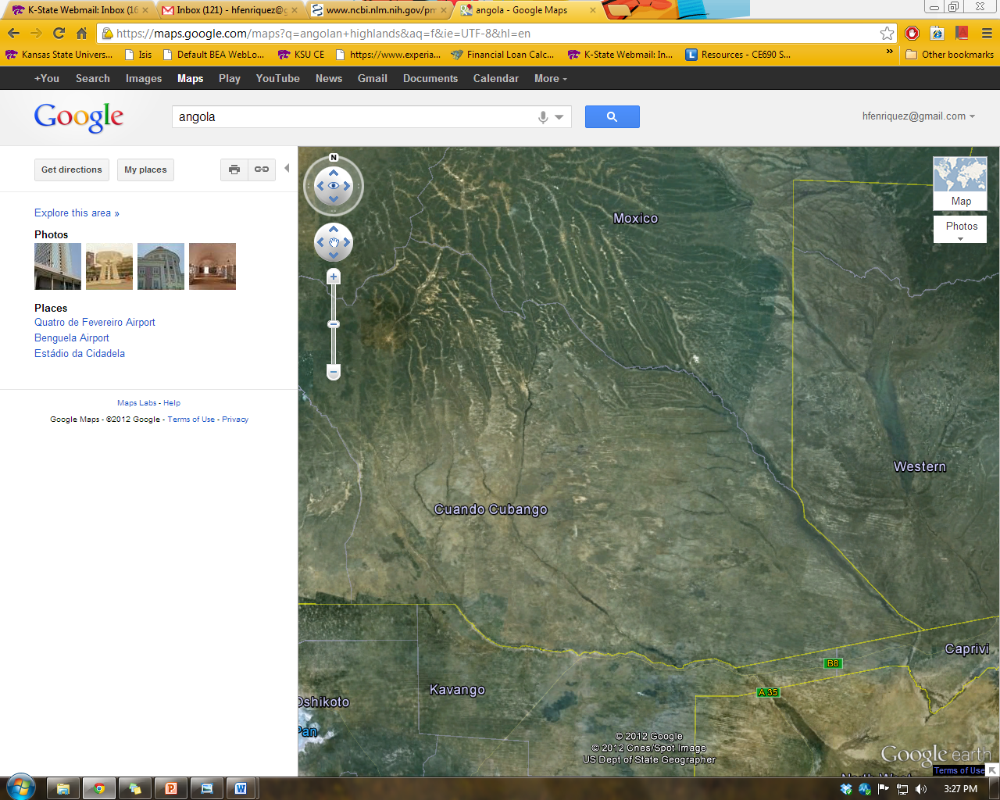 K-State Webmail: Inbox (16
Inbox (121) - hfenriquez@g
www.ncbi.nlm.nih.gov/pm
angola - Google Maps
https://maps.google.com/maps?q=angolan+highlands&aq=f&ie=UTF-8&hl=en
Kansas State Univers...
Isis
Default BEA WebLo...
KSU CE
https://www.experia...
Financial Loan Calc...
K-State Webmail: In...
Resources - CE690 S...
»
Other bookmarks
+You Search Images Maps Play YouTube News Gmail Documents Calendar More
Google
angola
hfenriquez@gmail.com
Get directions
My places
Explore this area »
Photos
Places
Quatro de Fevereiro Airport
Benguela Airport
Estádio da Cidadela
Maps Labs - Help
Google Maps - ©2012 Google - Terms of Use - Privacy
N
Map
Photos
Moxico
Western
Cuando Cubango
Caprivi
B8
Kavango
A 35
Oshikoto
Pan
© 2012 Google
© 2012 Cnes/Spot Image
US Dept of State Geographer
Google earth
Terms of Use
3:27 PM